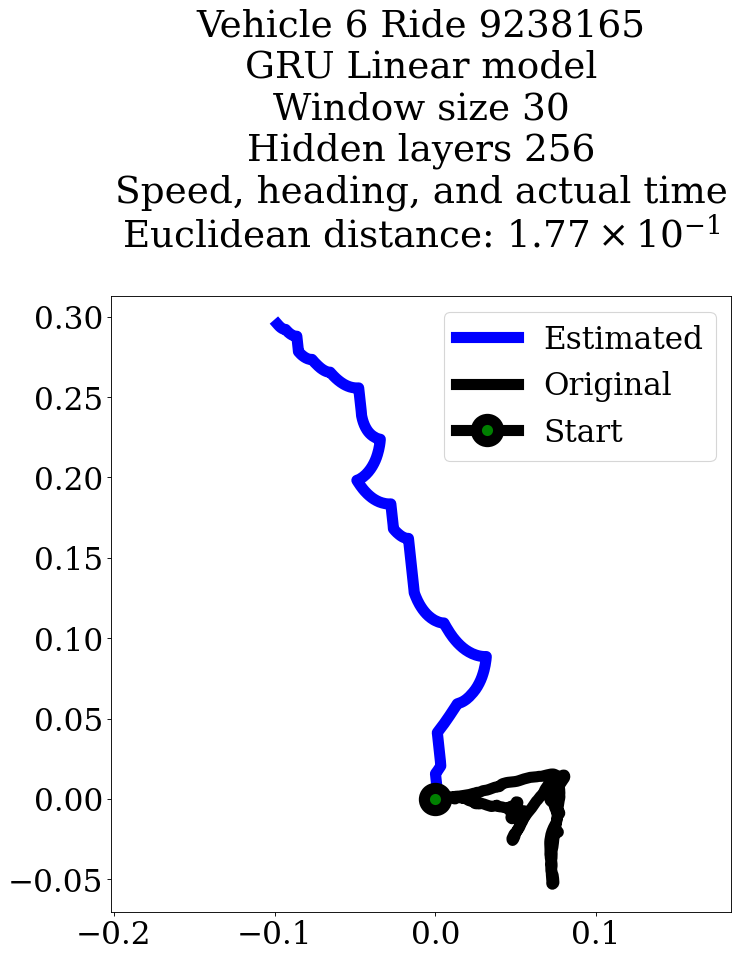 Vehicle 6 Ride 9238165
GRU Linear model
Window size 30
Hidden layers 256
Speed, heading, and actual time
Euclidean distance: 1.77 × 10⁻¹
Estimated
Original
Start
0.30
0.25
0.20
0.15
0.10
0.05
0.00
−0.05
−0.2 −0.1 0.0 0.1